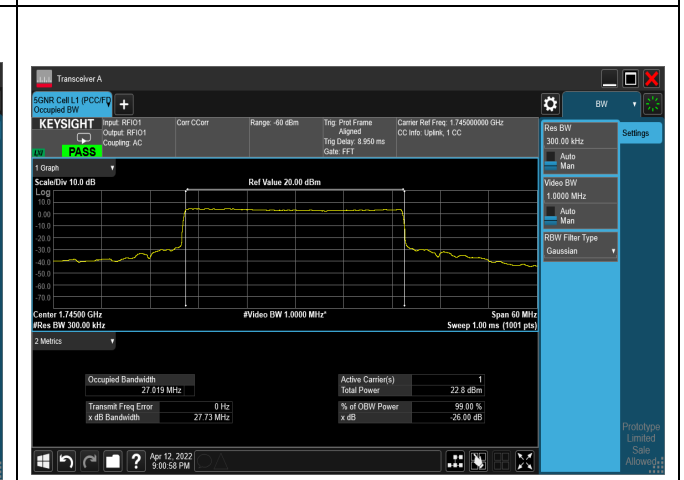 Transceiver A
5GNR Cell L1 (PCC/FD
Occupied BW
+
BW
KEYSIGHT
PASS
Input: RFIO1
Output: RFIO1
Coupling: AC
Corr CCorr
Range: -60 dBm
Trig: Prot Frame
Aligned
Trig Delay: 8.950 ms
Gate: FFT
Carrier Ref Freq: 1.745000000 GHz
CC Info: Uplink, 1 CC
Res BW
300.00 kHz
Auto
Man
Settings
Video BW
1.0000 MHz
Auto
Man
RBW Filter Type
Gaussian
1 Graph
Scale/Div 10.0 dB
Ref Value 20.00 dBm
Log
10.0
0.00
-10.0
-20.0
-30.0
-40.0
-50.0
-60.0
-70.0
Center 1.74500 GHz
#Video BW 1.0000 MHz*
Span 60 MHz
#Res BW 300.00 kHz
Sweep 1.00 ms (1001 pts)
2 Metrics
Occupied Bandwidth
27.019 MHz
Active Carrier(s) 1
Total Power 22.8 dBm
Transmit Freq Error 0 Hz
x dB Bandwidth 27.73 MHz
% of OBW Power 99.00 %
x dB -26.00 dB
Prototype
Limited
Sale
Allowed
?
Apr 12, 2022
9:00:58 PM